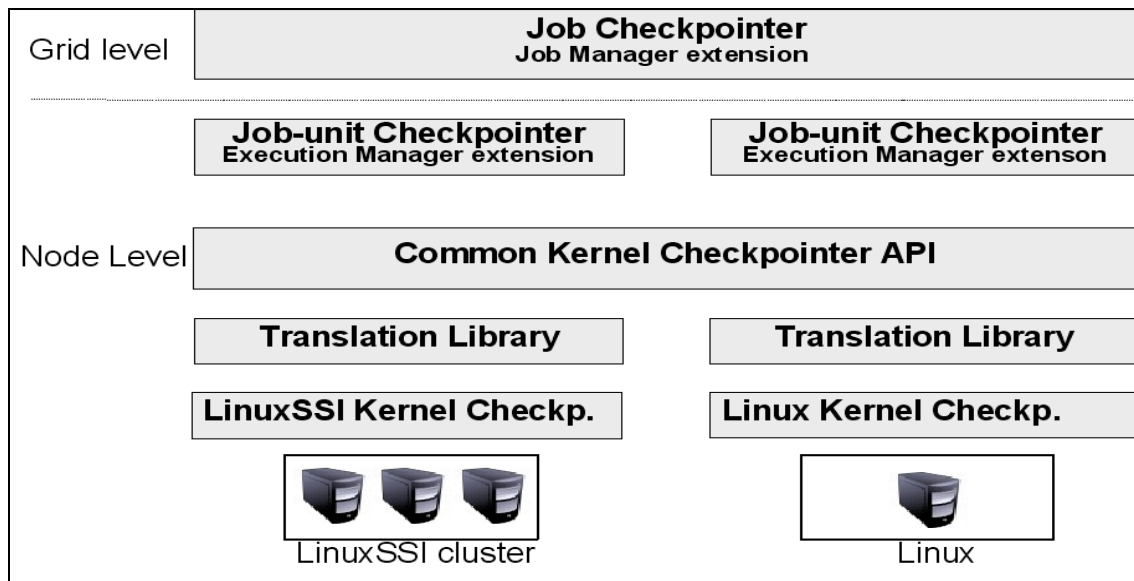 Job Checkpointer
Grid level
Job Manager extension
Job-unit Checkpointer
Execution Manager extension
Job-unit Checkpointer
Execution Manager extenson
Node Level
Common Kernel Checkpointer API
Translation Library
Translation Library
LinuxSSI Kernel Checkp.
Linux Kernel Checkp.
LinuxSSI cluster
Linux